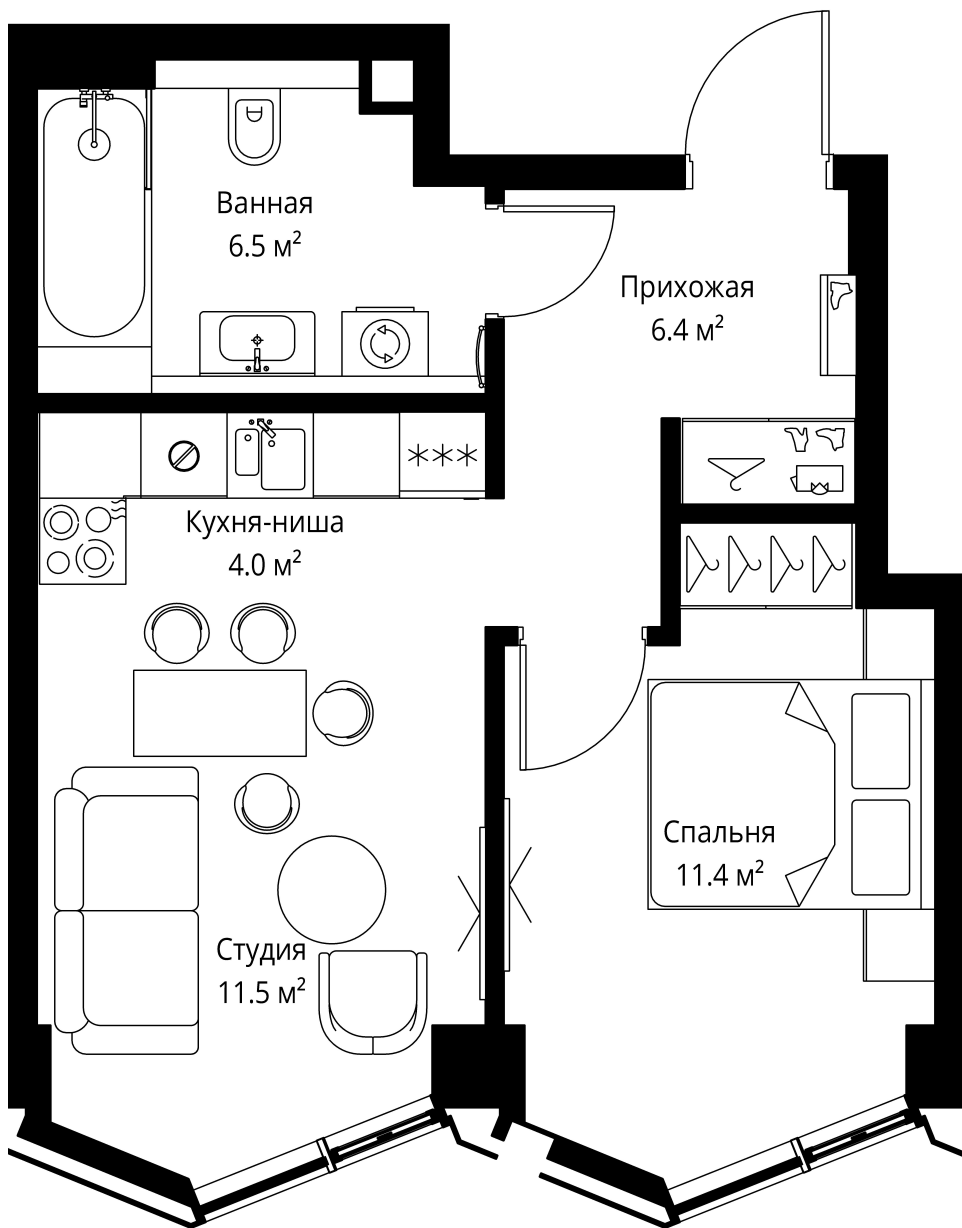 Ванная
6.5 м²
Прихожая
6.4 м²
Кухня-ниша
4.0 м²
Спальня
11.4 м²
Студия
11.5 м²